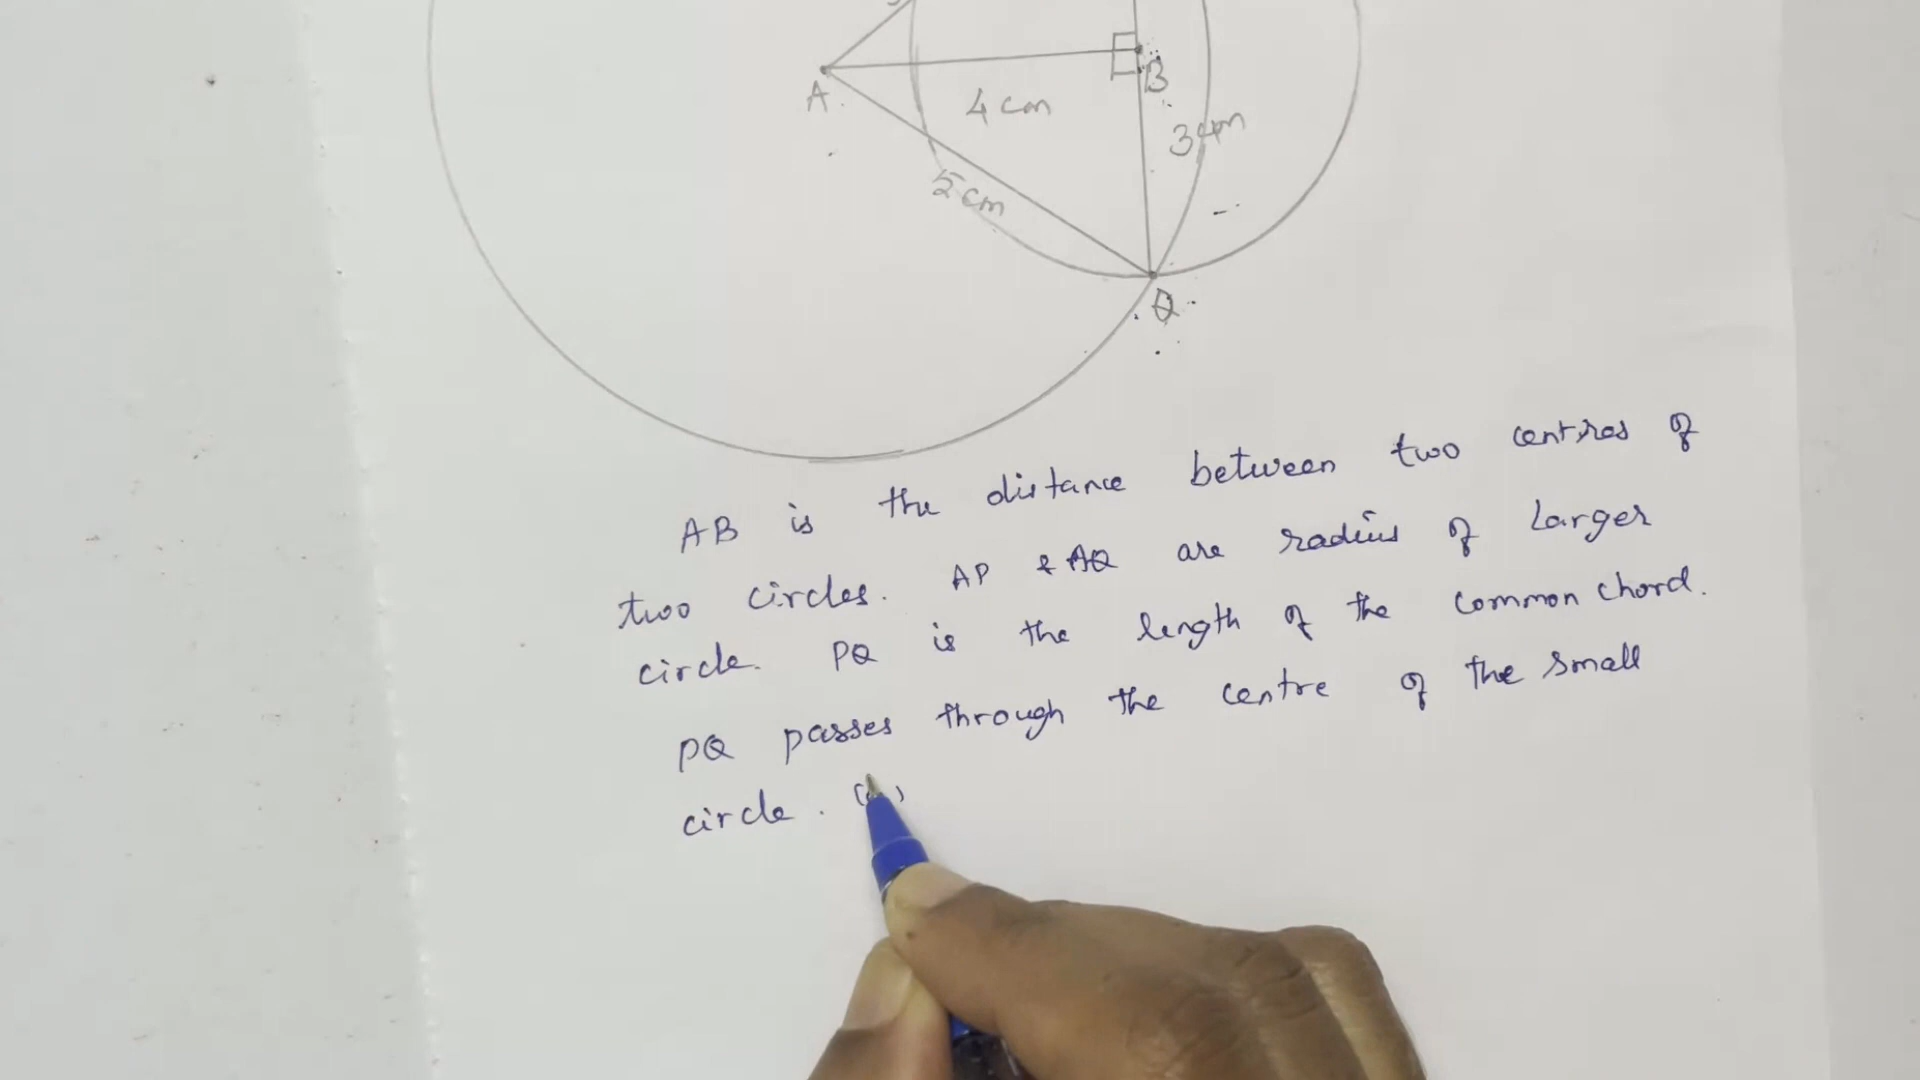 A
B
4 cm
3 cm
5 cm
Q
AB is the distance between two centres of
two circles. AP & AQ are radius of Larger
circle. PQ is the length of the common chord.
PQ passes through the centre of the small
circle.